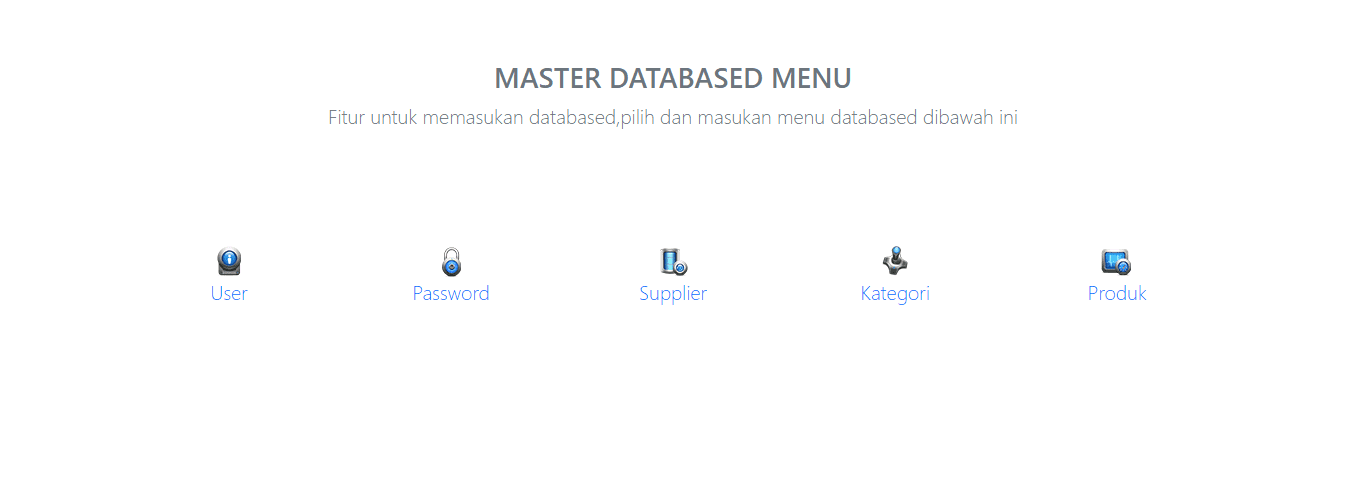 MASTER DATABASED MENU
Fitur untuk memasukan databased,pilih dan masukan menu databased dibawah ini
User
Password
Supplier
Kategori
Produk